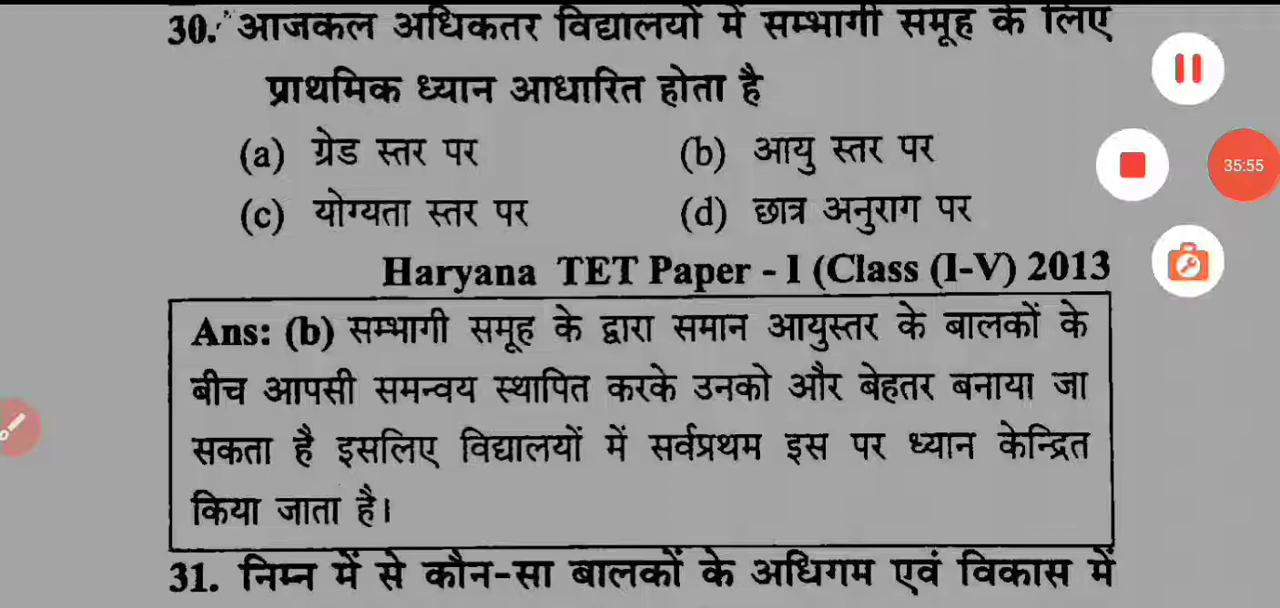 30. आजकल अधिकतर विद्यालयों में सम्भागी समूह के लिए
प्राथमिक ध्यान आधारित होता है
(a) ग्रेड स्तर पर (b) आयु स्तर पर
(c) योग्यता स्तर पर (d) छात्र अनुराग पर
Haryana TET Paper - I (Class (I-V) 2013
Ans: (b) सम्भागी समूह के द्वारा समान आयुस्तर के बालकों के
बीच आपसी समन्वय स्थापित करके उनको और बेहतर बनाया जा
सकता है इसलिए विद्यालयों में सर्वप्रथम इस पर ध्यान केन्द्रित
किया जाता है।
31. निम्न में से कौन-सा बालकों के अधिगम एवं विकास में
35:55